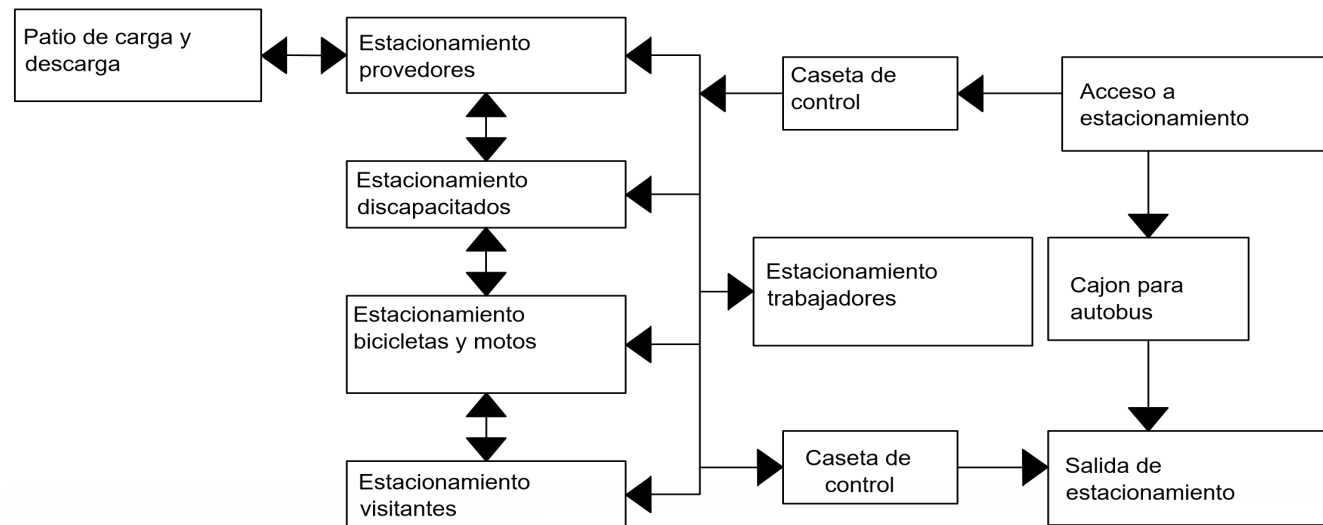 Patio de carga y
descarga
Estacionamiento
provedores
Caseta de
control
Acceso a
estacionamiento
Estacionamiento
discapacitados
Estacionamiento
trabajadores
Cajon para
autobus
Estacionamiento
bicicletas y motos
Caseta de
control
Salida de
estacionamiento
Estacionamiento
visitantes